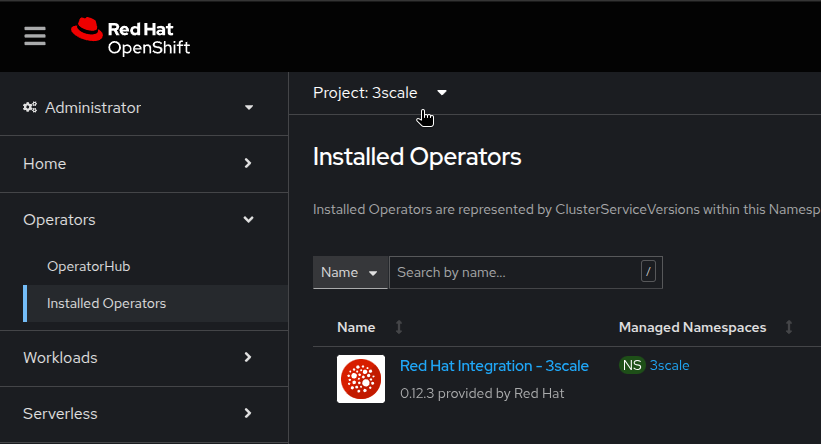 Red Hat
OpenShift
Administrator
Home
Operators
OperatorHub
Installed Operators
Workloads
Serverless
Project: 3scale
Installed Operators
Installed Operators are represented by ClusterServiceVersions within this Namesp
Name
Search by name...
/
Name
Managed Namespaces
Red Hat Integration - 3scale
NS 3scale
0.12.3 provided by Red Hat